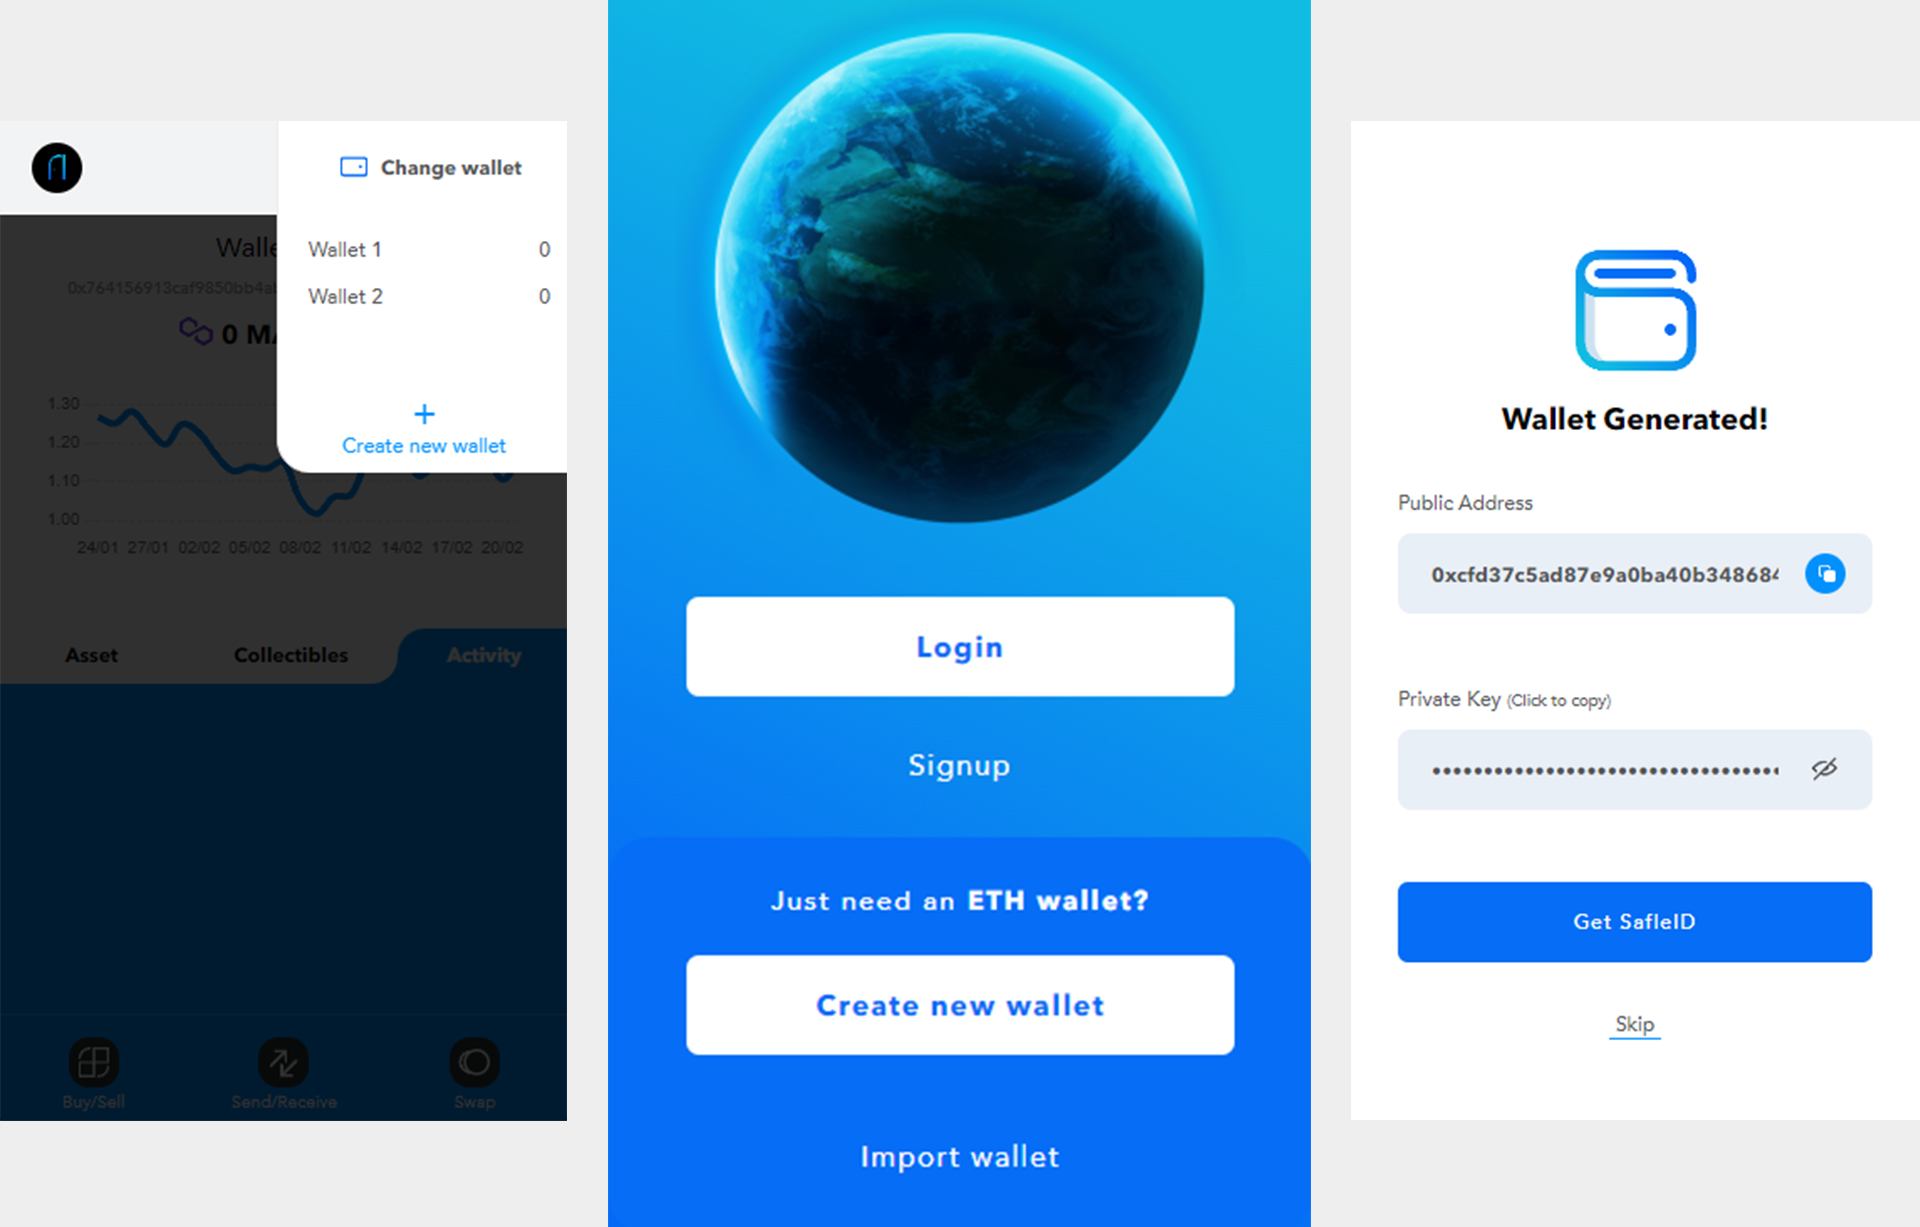 Change wallet
Wallet 1 0
Wallet 2 0
+
Create new wallet
0x764156913caf9850bb4a
0
1.30
1.20
1.10
1.00
24/01 27/01 02/02 05/02 08/02 11/02 14/02 17/02 20/02
Asset Collectibles Activity
Buy/Sell Send/Receive Swap
Login
Signup
Just need an ETH wallet?
Create new wallet
Import wallet
Wallet Generated!
Public Address
0xcfd37c5ad87e9a0ba40b34868
Private Key (Click to copy)
Get SafleID
Skip